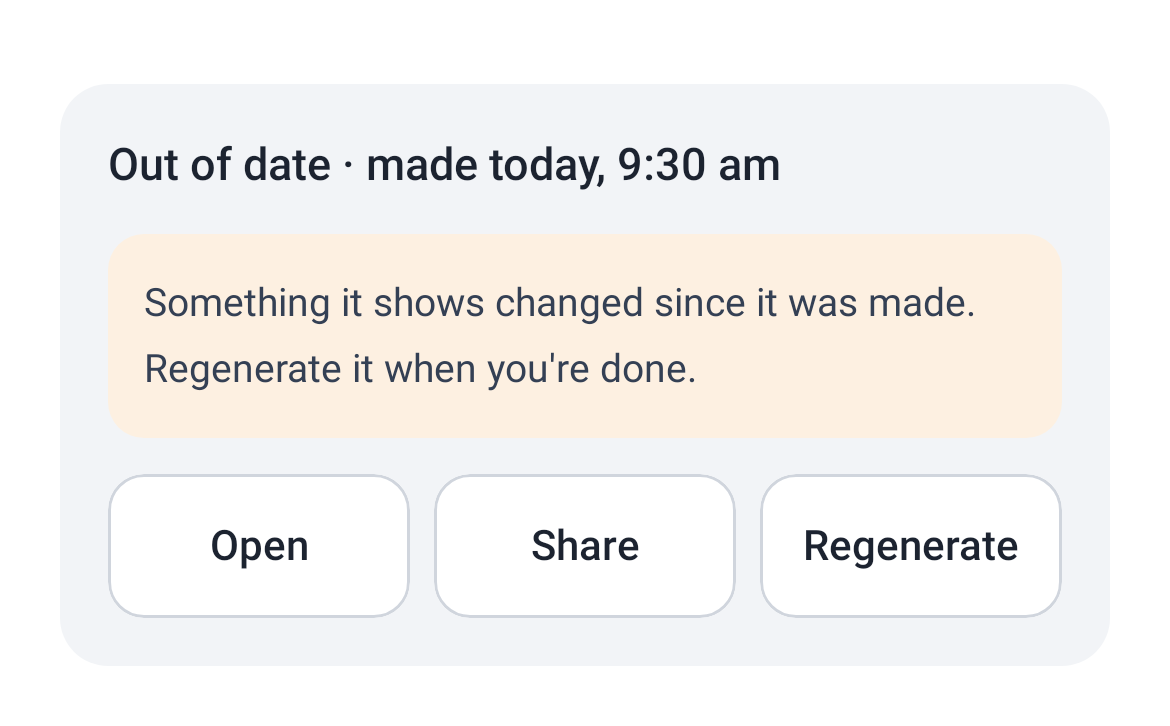 Out of date · made today, 9:30 am
Something it shows changed since it was made.
Regenerate it when you're done.
Open
Share
Regenerate